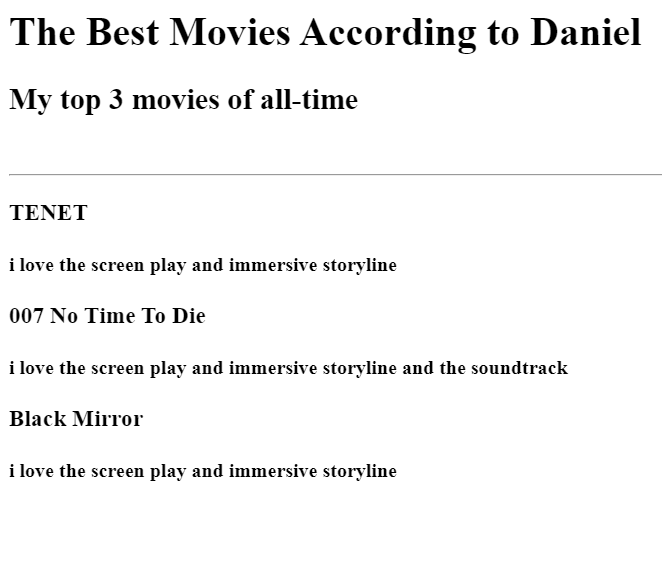 The Best Movies According to Daniel
My top 3 movies of all-time
TENET
i love the screen play and immersive storyline
007 No Time To Die
i love the screen play and immersive storyline and the soundtrack
Black Mirror
i love the screen play and immersive storyline